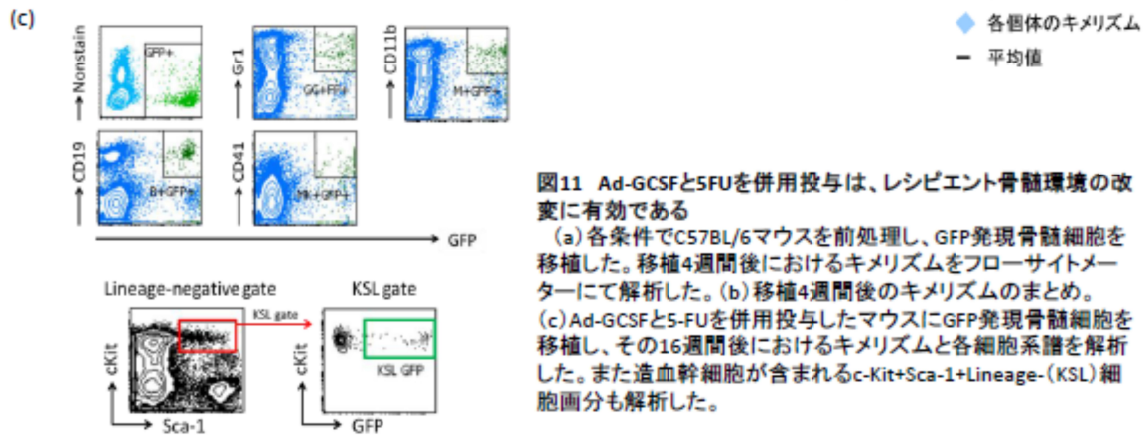 (c)
Nonstain
GFP+
Gr1
CD11b
M+GFP+
CD19
B+GFP+
CD41
MK+GFP+
GFP
Lineage-negative gate
KSL gate
KSL gate
cKit
Sca-1
cKit
KSL GFP
GFP
各個体のキメリズム
平均値
図11 Ad-GCSFと5FUを併用投与は、レシピエント骨髄環境の改
変に有効である
(a)各条件でC57BL/6マウスを前処理し、GFP発現骨髄細胞を
移植した。移植4週間後におけるキメリズムをフローサイトメー
ターにて解析した。(b)移植4週間後のキメリズムのまとめ。
(c)Ad-GCSFと5-FUを併用投与したマウスにGFP発現骨髄細胞を
移植し、その16週間後におけるキメリズムと各細胞系譜を解析
した。また造血幹細胞が含まれるc-Kit+Sca-1+Lineage-(KSL)細
胞画分も解析した。